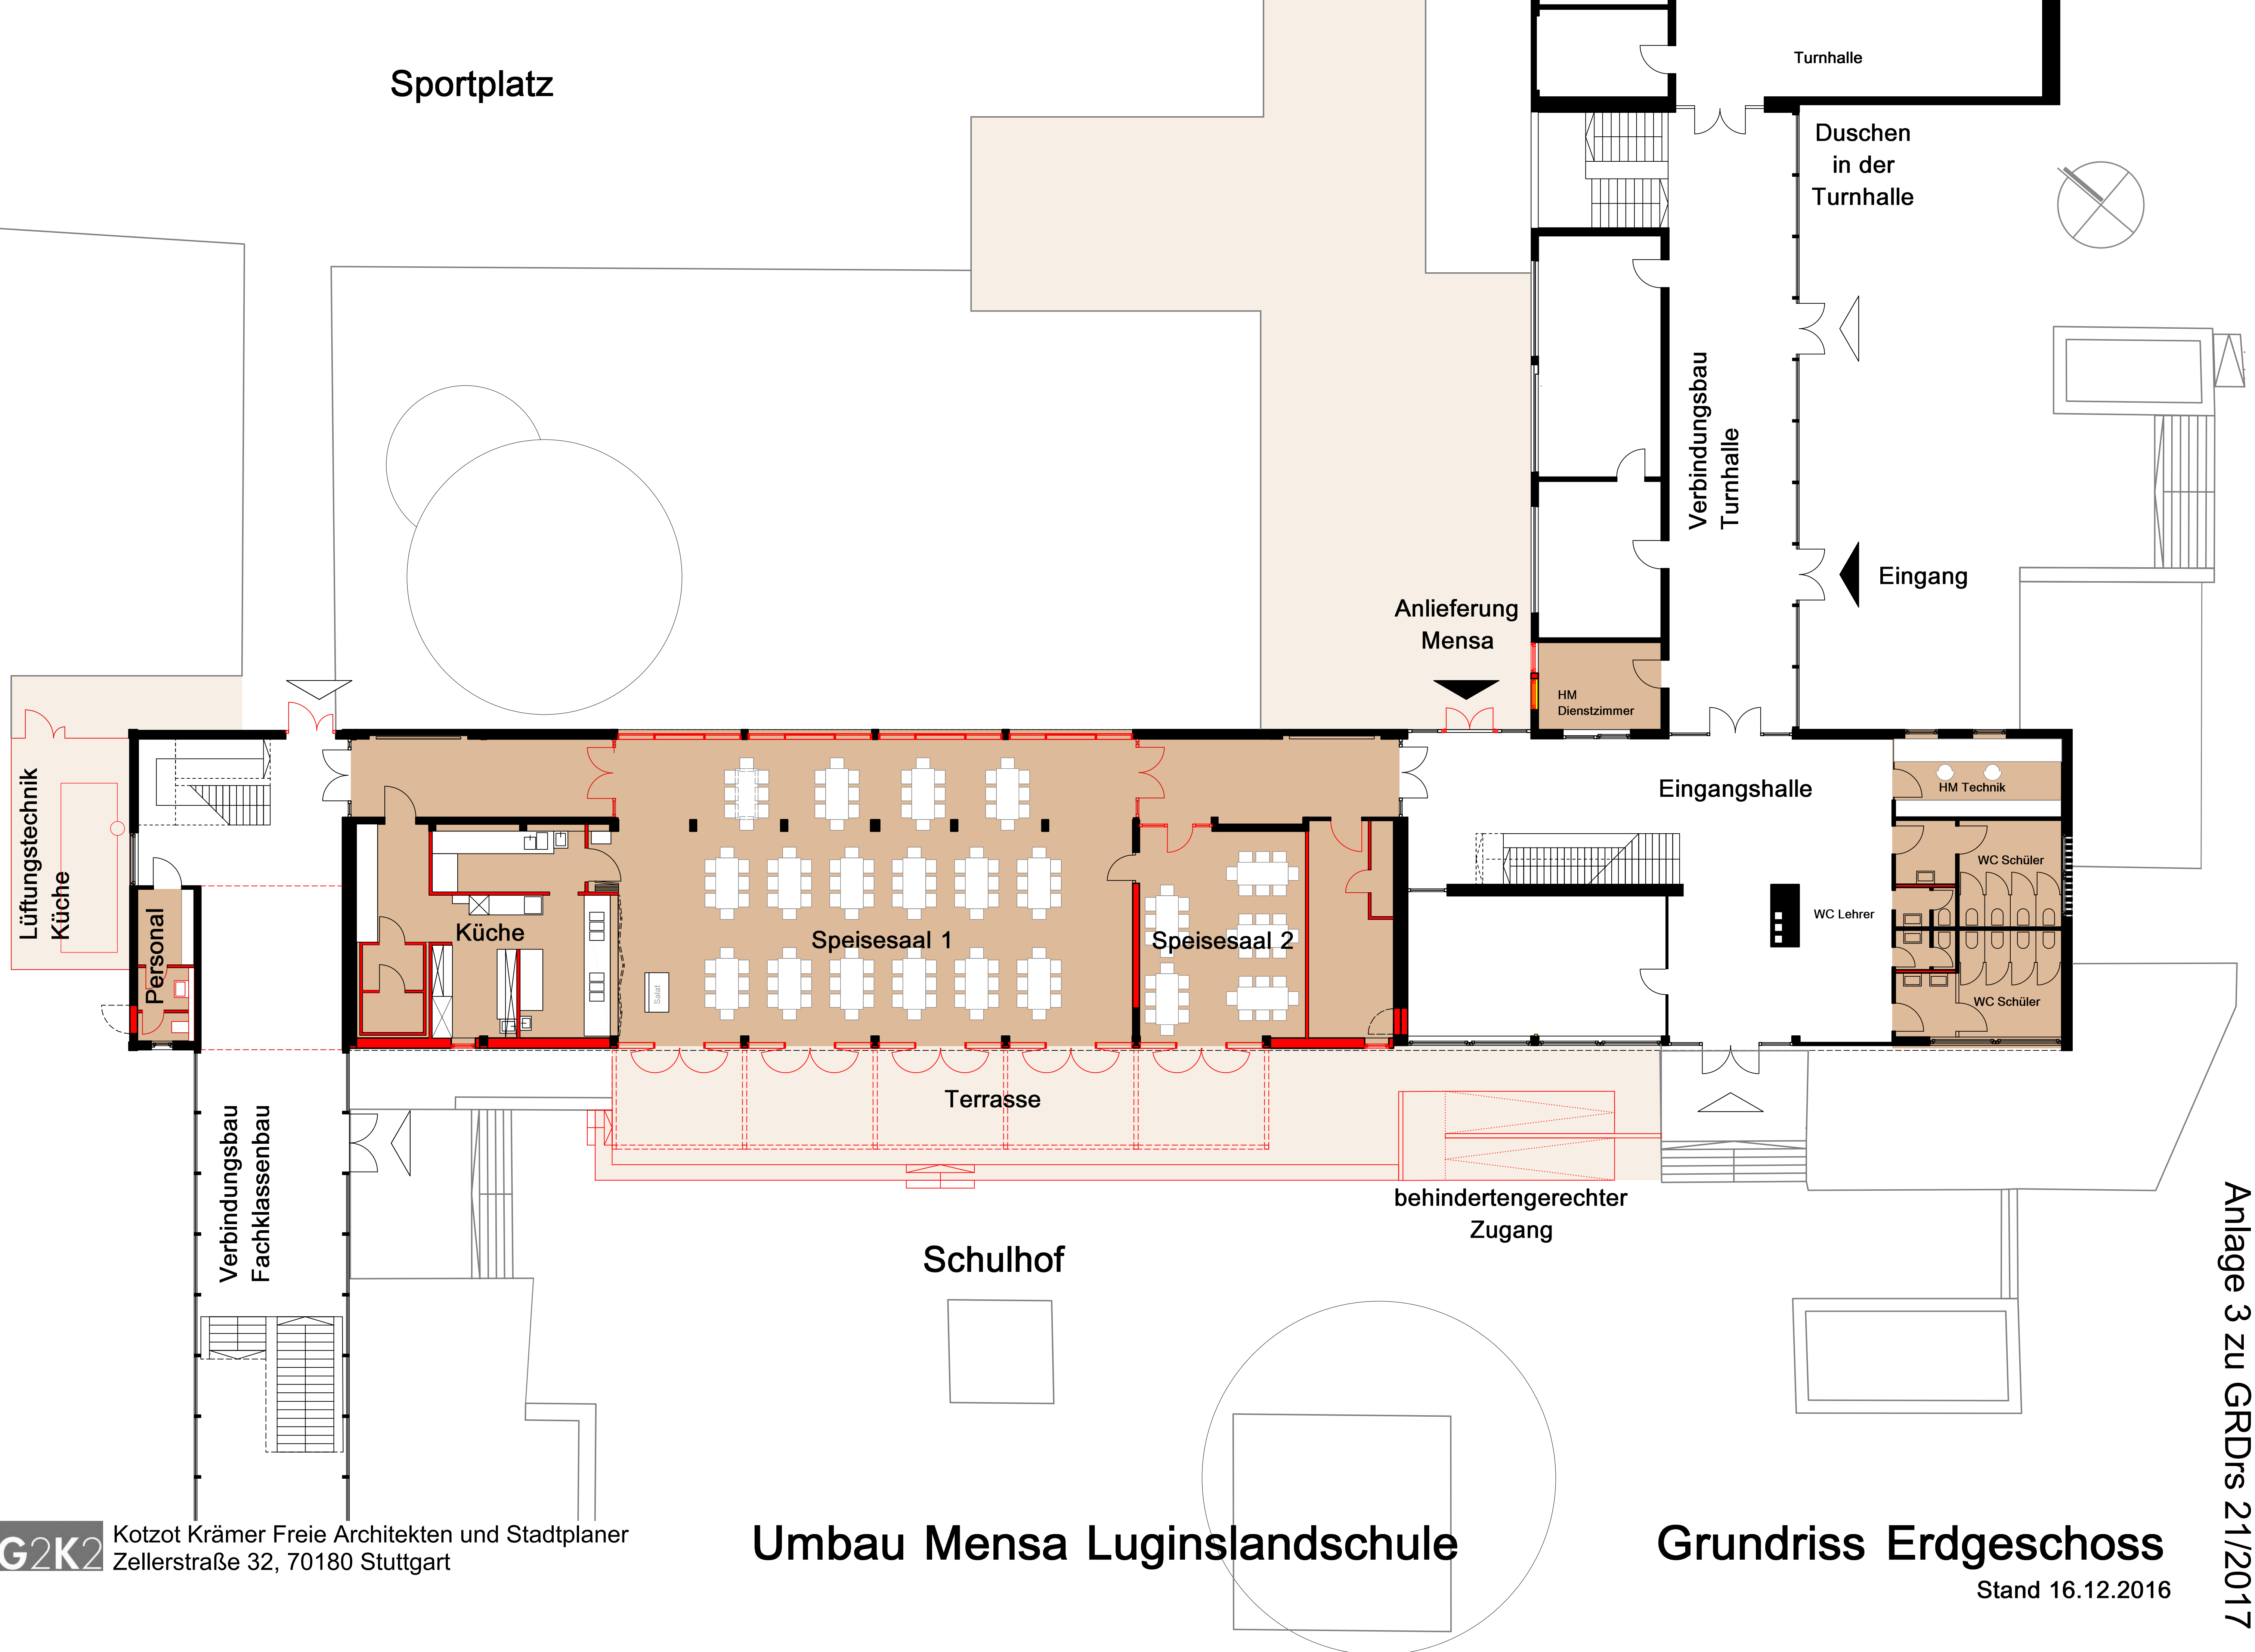 Sportplatz
Turnhalle
Duschen
in der
Turnhalle
Verbindungsbau
Turnhalle
Eingang
Anlieferung
Mensa
HM
Dienstzimmer
Lüftungstechnik
Küche
Personal
Küche
Salat
Speisesaal 1
Speisesaal 2
Eingangshalle
HM Technik
WC Schüler
WC Lehrer
WC Schüler
Terrasse
Verbindungsbau
Fachklassenbau
behindertengerechter
Zugang
Schulhof
Anlage 3 zu GRDrs 21/2017
G2K2
Kotzot Krämer Freie Architekten und Stadtplaner
Zellerstraße 32, 70180 Stuttgart
Umbau Mensa Luginslandschule
Grundriss Erdgeschoss
Stand 16.12.2016